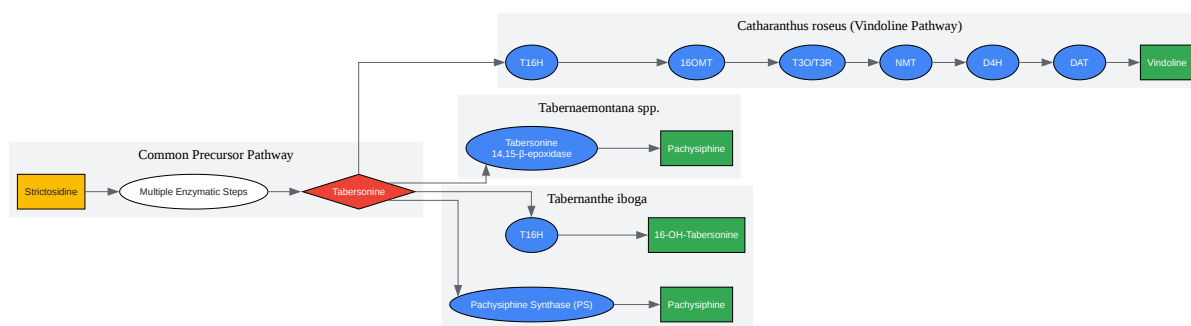 Catharanthus roseus (Vindoline Pathway)
T16H
16OMT
T3O/T3R
NMT
D4H
DAT
Vindoline
Tabernaemontana spp.
Tabersonine
14,15-β-epoxidase
Pachysiphine
Common Precursor Pathway
Strictosidine
Multiple Enzymatic Steps
Tabersonine
Tabernanthe iboga
T16H
16-OH-Tabersonine
Pachysiphine Synthase (PS)
Pachysiphine